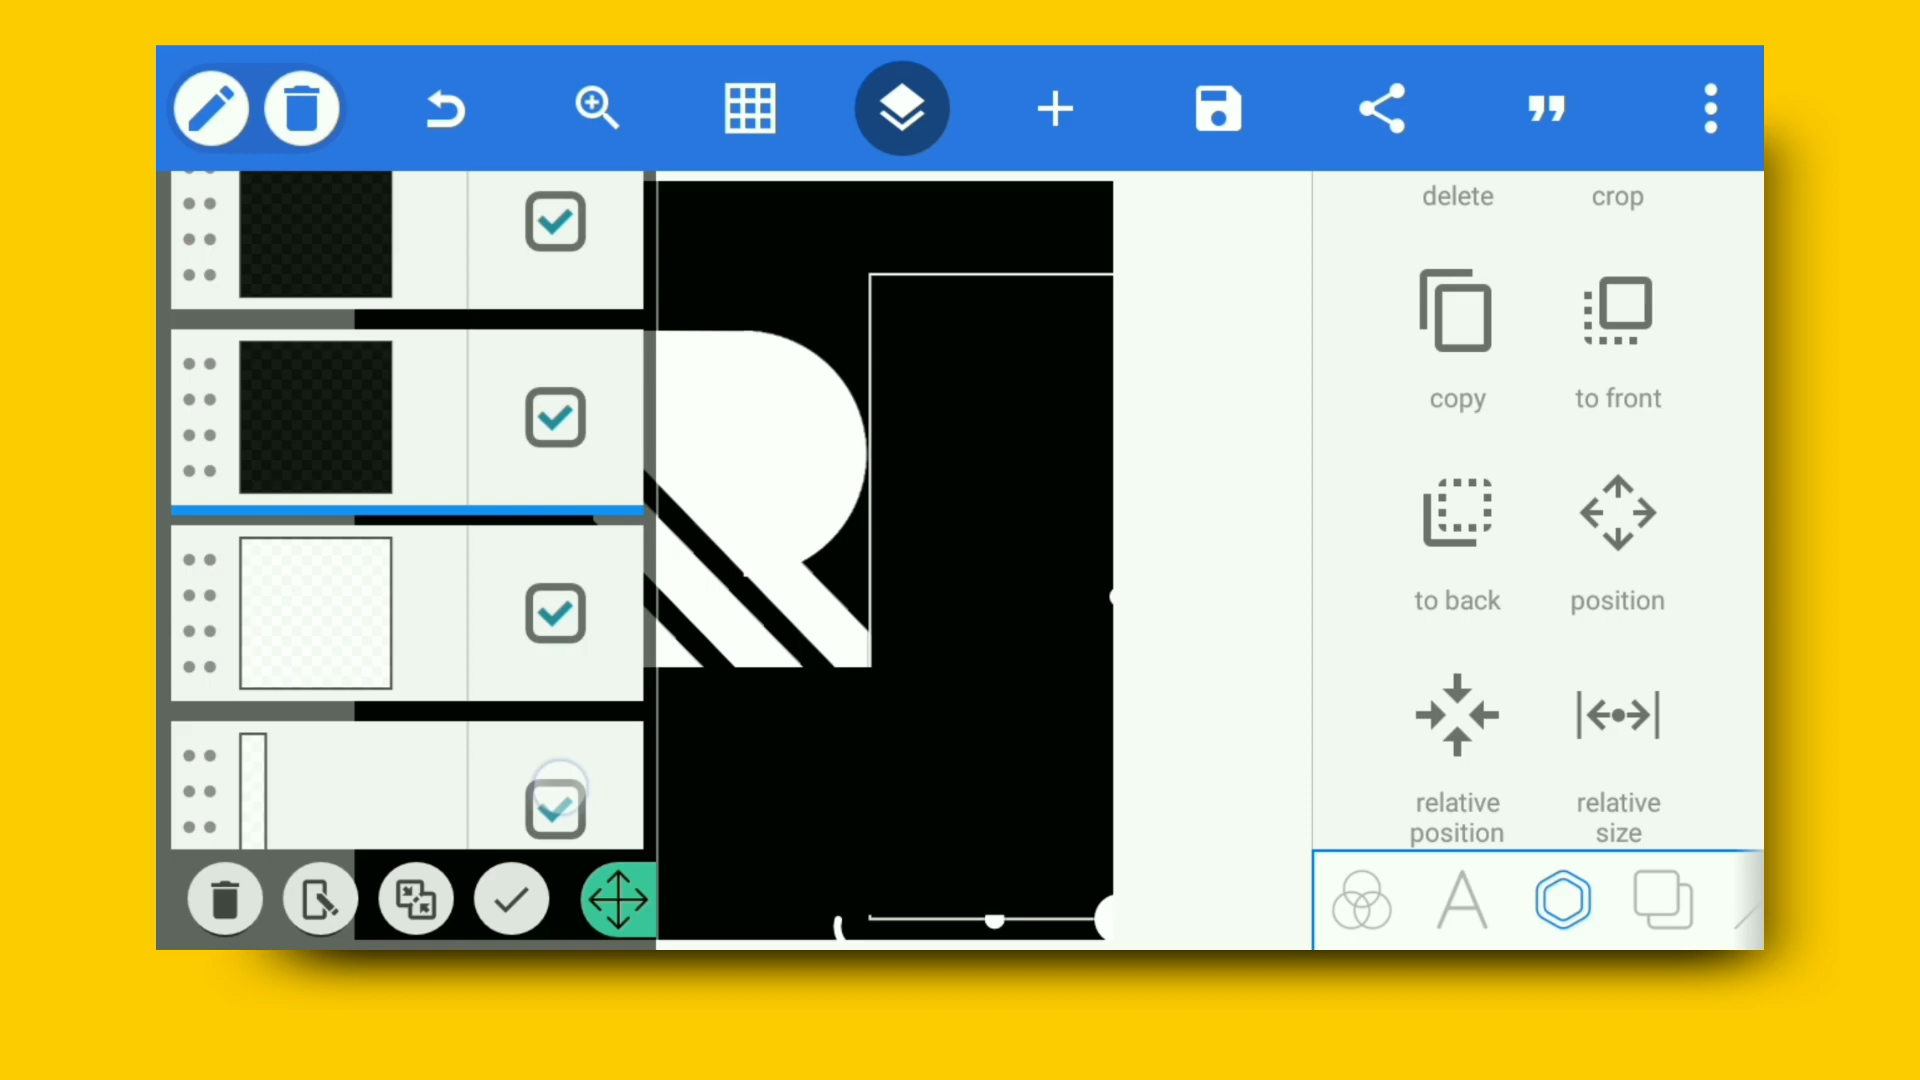 delete
crop
copy
to front
to back
position
relative
position
relative
size